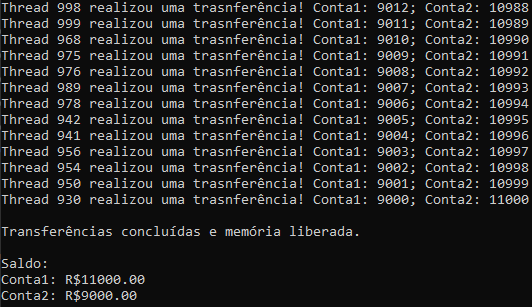 Thread 998 realizou uma trasnferência! Conta1: 9012; Conta2: 10988
Thread 999 realizou uma trasnferência! Conta1: 9011; Conta2: 10989
Thread 968 realizou uma trasnferência! Conta1: 9010; Conta2: 10990
Thread 975 realizou uma trasnferência! Conta1: 9009; Conta2: 10991
Thread 976 realizou uma trasnferência! Conta1: 9008; Conta2: 10992
Thread 989 realizou uma trasnferência! Conta1: 9007; Conta2: 10993
Thread 978 realizou uma trasnferência! Conta1: 9006; Conta2: 10994
Thread 942 realizou uma trasnferência! Conta1: 9005; Conta2: 10995
Thread 941 realizou uma trasnferência! Conta1: 9004; Conta2: 10996
Thread 956 realizou uma trasnferência! Conta1: 9003; Conta2: 10997
Thread 954 realizou uma trasnferência! Conta1: 9002; Conta2: 10998
Thread 950 realizou uma trasnferência! Conta1: 9001; Conta2: 10999
Thread 930 realizou uma trasnferência! Conta1: 9000; Conta2: 11000
Transferências concluídas e memória liberada.
Saldo:
Conta1: R$11000.00
Conta2: R$9000.00